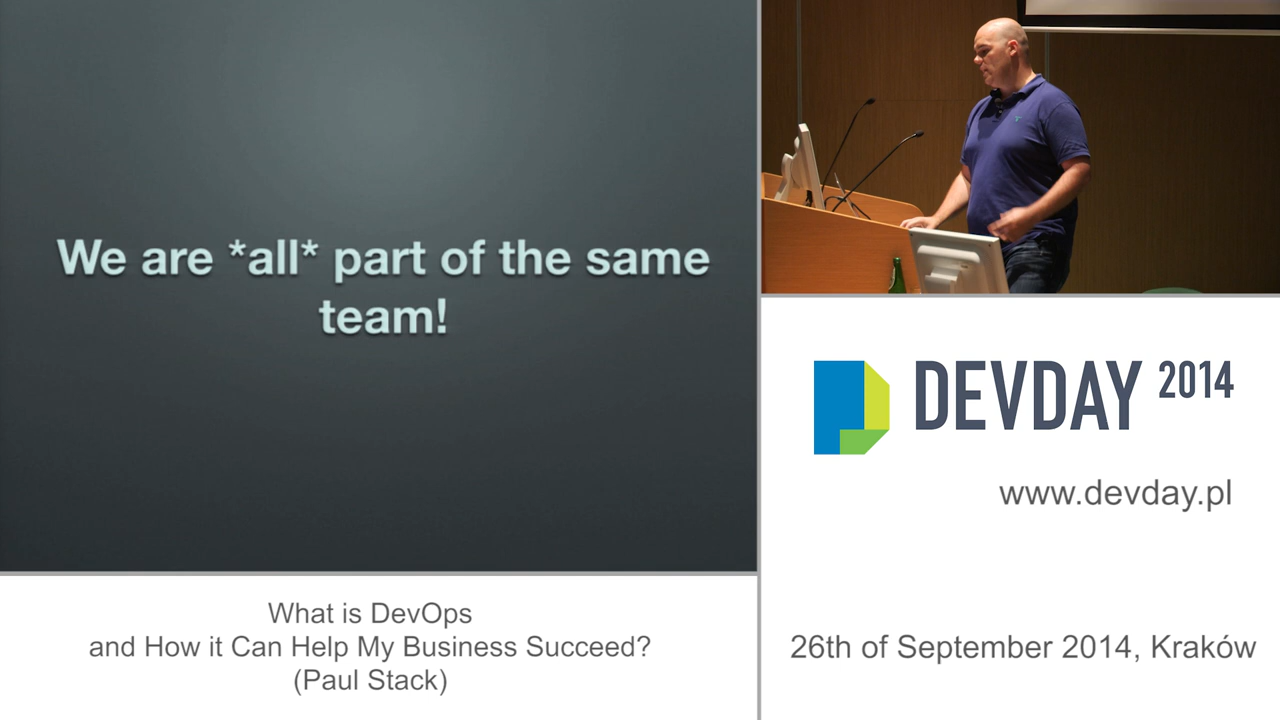 We are *all* part of the same
team!
DEVDAY 2014
www.devday.pl
What is DevOps
and How it Can Help My Business Succeed?
(Paul Stack)
26th of September 2014, Kraków